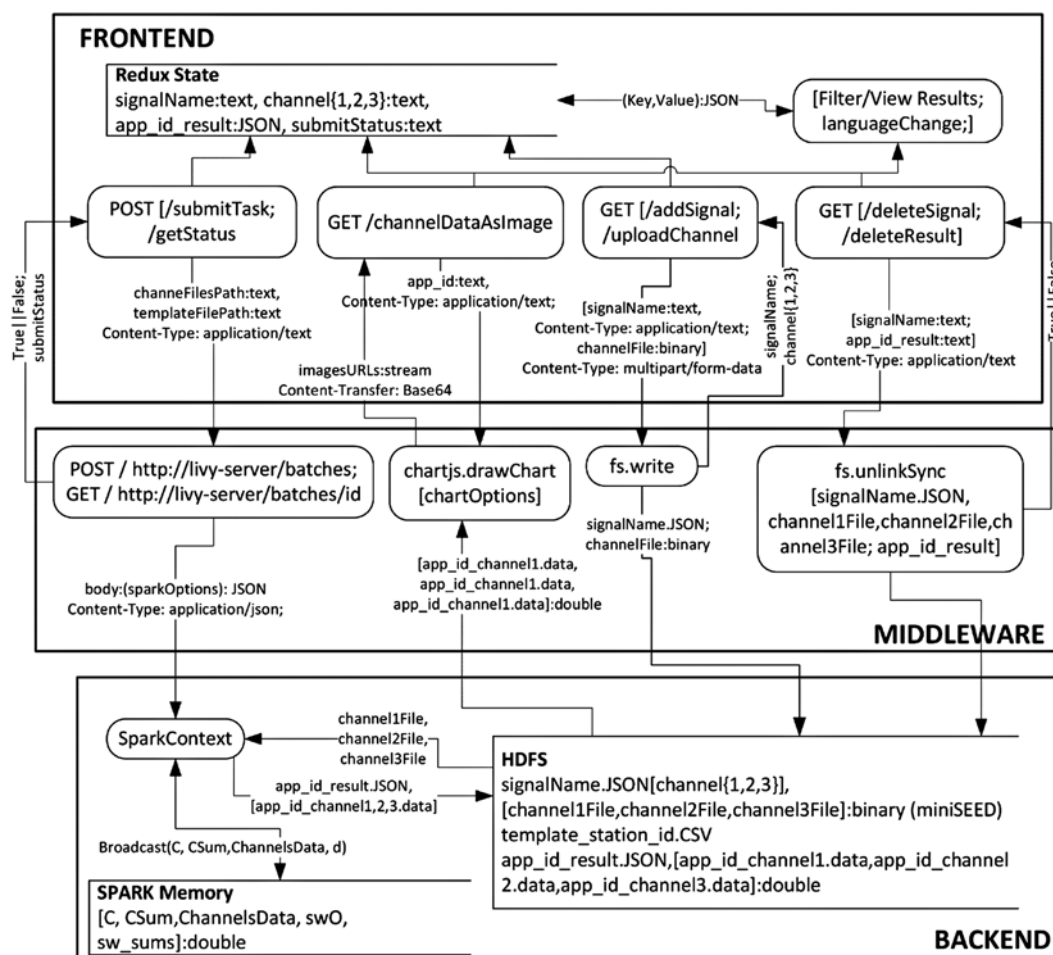 FRONTEND
Redux State
signalName:text, channel{1,2,3}:text,
app_id_result:JSON, submitStatus:text
(Key,Value):JSON
[Filter/View Results;
languageChange;]
POST [/submitTask;
/getStatus
GET /channelDataAsImage
GET [/addSignal;
/uploadChannel
GET [/deleteSignal;
/deleteResult]
True||False;
submitStatus
channeFilesPath:text,
templateFilePath:text
Content-Type: application/text
app_id:text,
Content-Type: application/text;
imagesURLs:stream
Content-Transfer: Base64
[signalName:text,
Content-Type: application/text;
channelFile:binary]
Content-Type: multipart/form-data
signalName;
channel{1,2,3}
[signalName:text;
app_id_result:text]
Content-Type: application/text
True||False
POST / http://livy-server/batches;
GET / http://livy-server/batches/id
chartjs.drawChart
[chartOptions]
fs.write
fs.unlinkSync
[signalName.JSON,
channel1File,channel2File,ch
annel3File; app_id_result]
body:(sparkOptions): JSON
Content-Type: application/json;
[app_id_channel1.data,
app_id_channel1.data,
app_id_channel1.data]:double
signalName.JSON;
channelFile:binary
MIDDLEWARE
SparkContext
channel1File,
channel2File,
channel3File
app_id_result.JSON,
[app_id_channel1,2,3.data]
HDFS
signalName.JSON[channel{1,2,3}],
[channel1File,channel2File,channel3File]:binary (miniSEED)
template_station_id.CSV
app_id_result.JSON,[app_id_channel1.data,app_id_channel
2.data,app_id_channel3.data]:double
Broadcast(C, CSum,ChannelsData, d)
SPARK Memory
[C, CSum,ChannelsData, swO,
sw_sums]:double
BACKEND